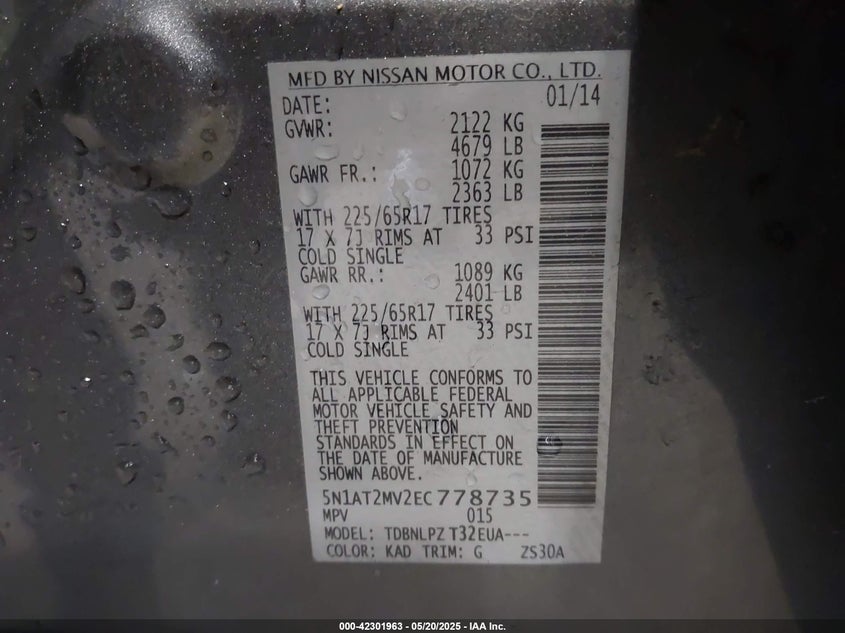 MFD BY NISSAN MOTOR CO., LTD.
DATE: 01/14
GVWR: 2122 KG
4679 LB
GAWR FR.: 1072 KG
2363 LB
WITH 225/65R17 TIRES
17 X 7J RIMS AT 33 PSI
COLD SINGLE
GAWR RR.: 1089 KG
2401 LB
WITH 225/65R17 TIRES
17 X 7J RIMS AT 33 PSI
COLD SINGLE
THIS VEHICLE CONFORMS TO
ALL APPLICABLE FEDERAL
MOTOR VEHICLE SAFETY AND
THEFT PREVENTION
STANDARDS IN EFFECT ON
THE DATE OF MANUFACTURE
SHOWN ABOVE.
5N1AT2MV2EC778735
MPV 015
MODEL: TDBNLPZ T32EUA---
COLOR: KAD TRIM: G ZS30A
000-42301963 — 05/20/2025 — IAA Inc.